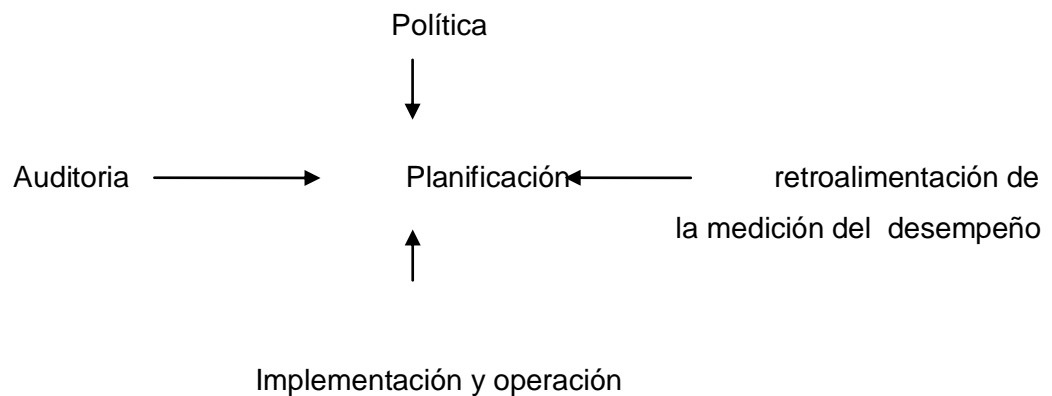 Política
Auditoria Planificación retroalimentación de
la medición del desempeño
Implementación y operación